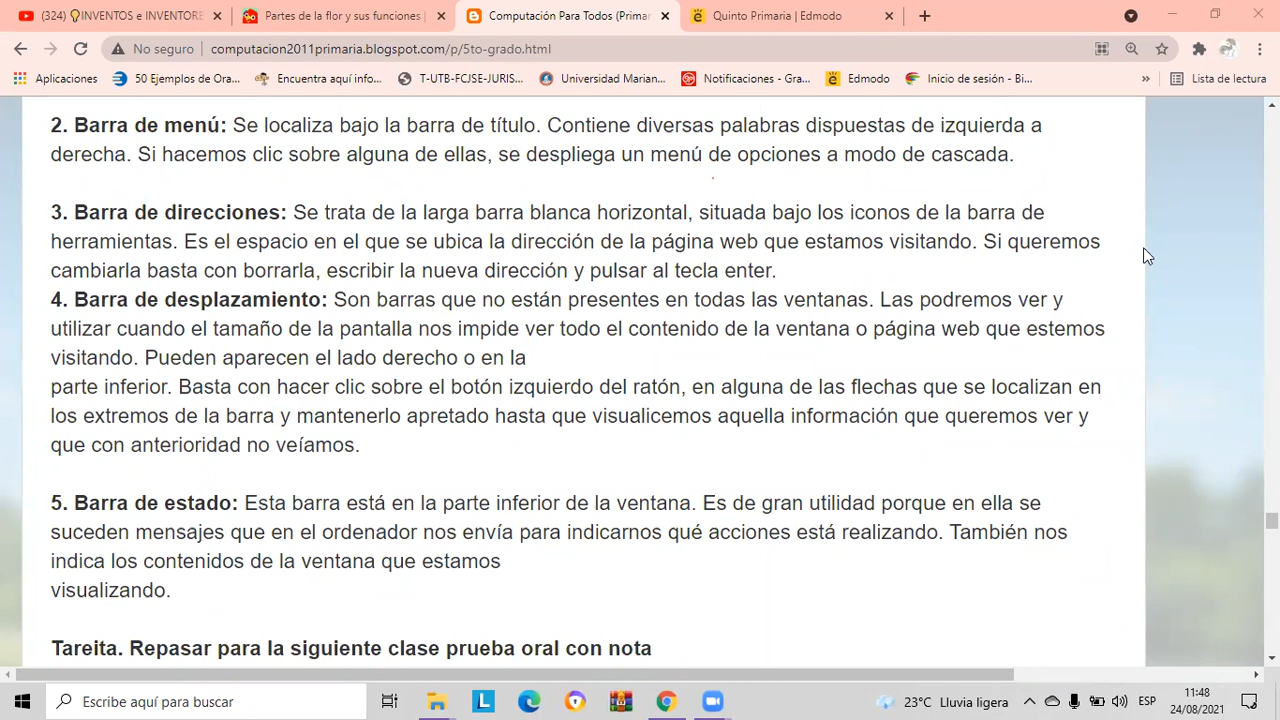 (324) 💡INVENTOS e INVENTORE
Partes de la flor y sus funciones
Computación Para Todos (Primar
Quinto Primaria | Edmodo
No seguro
computacion2011primaria.blogspot.com/p/5to-grado.html
Aplicaciones
50 Ejemplos de Ora...
Encuentra aquí info...
T-UTB-FCJSE-JURIS...
Universidad Marian...
Notificaciones - Gra...
Edmodo
Inicio de sesión - Bi...
»
Lista de lectura
2. Barra de menú: Se localiza bajo la barra de título. Contiene diversas palabras dispuestas de izquierda a
derecha. Si hacemos clic sobre alguna de ellas, se despliega un menú de opciones a modo de cascada.
3. Barra de direcciones: Se trata de la larga barra blanca horizontal, situada bajo los iconos de la barra de
herramientas. Es el espacio en el que se ubica la dirección de la página web que estamos visitando. Si queremos
cambiarla basta con borrarla, escribir la nueva dirección y pulsar al tecla enter.
4. Barra de desplazamiento: Son barras que no están presentes en todas las ventanas. Las podremos ver y
utilizar cuando el tamaño de la pantalla nos impide ver todo el contenido de la ventana o página web que estemos
visitando. Pueden aparecen el lado derecho o en la
parte inferior. Basta con hacer clic sobre el botón izquierdo del ratón, en alguna de las flechas que se localizan en
los extremos de la barra y mantenerlo apretado hasta que visualicemos aquella información que queremos ver y
que con anterioridad no veíamos.
5. Barra de estado: Esta barra está en la parte inferior de la ventana. Es de gran utilidad porque en ella se
suceden mensajes que en el ordenador nos envía para indicarnos qué acciones está realizando. También nos
indica los contenidos de la ventana que estamos
visualizando.
Tareita. Repasar para la siguiente clase prueba oral con nota
Escribe aquí para buscar
L
23°C Lluvia ligera
ESP
11:48
24/08/2021